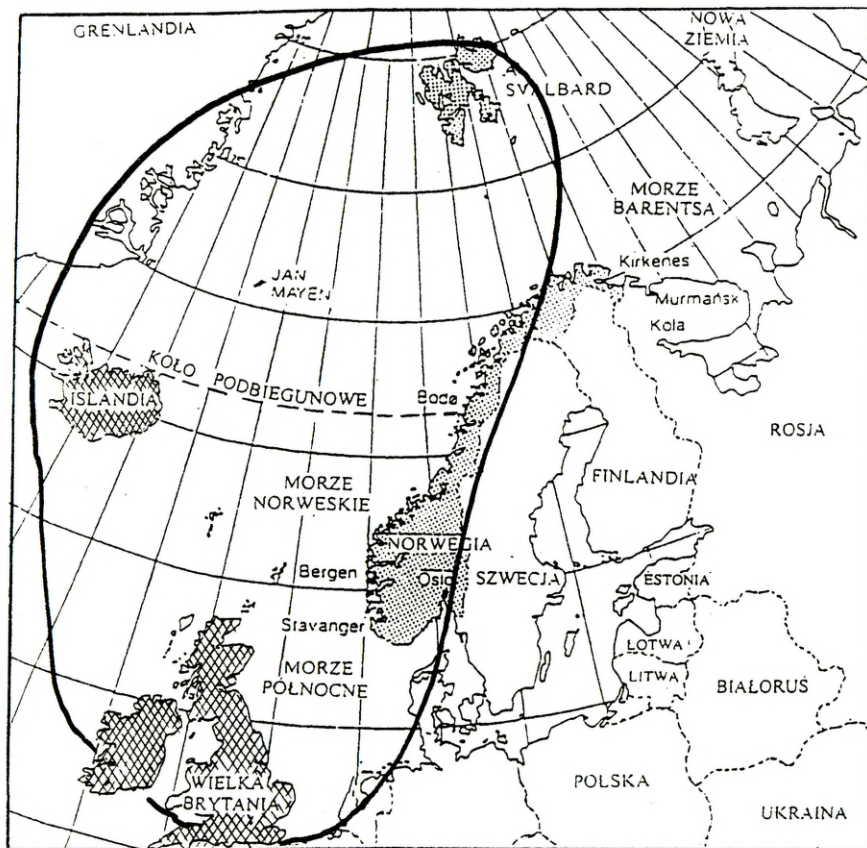 GRENLANDIA
NOWA
ZIEMIA
SVALBARD
MORZE
BARENTSA
Kirkenes
JAN
MAYEN
Murmańsk
Kola
KOŁO PODBIEGUNOWE
Bodø
ISLANDIA
ROSJA
MORZE
NORWESKIE
FINLANDIA
NORWEGIA
Bergen
Oslo
SZWECJA
ESTONIA
Stavanger
ŁOTWA
MORZE
PÓŁNOCNE
LITWA
BIAŁORUŚ
WIELKA
BRYTANIA
POLSKA
UKRAINA